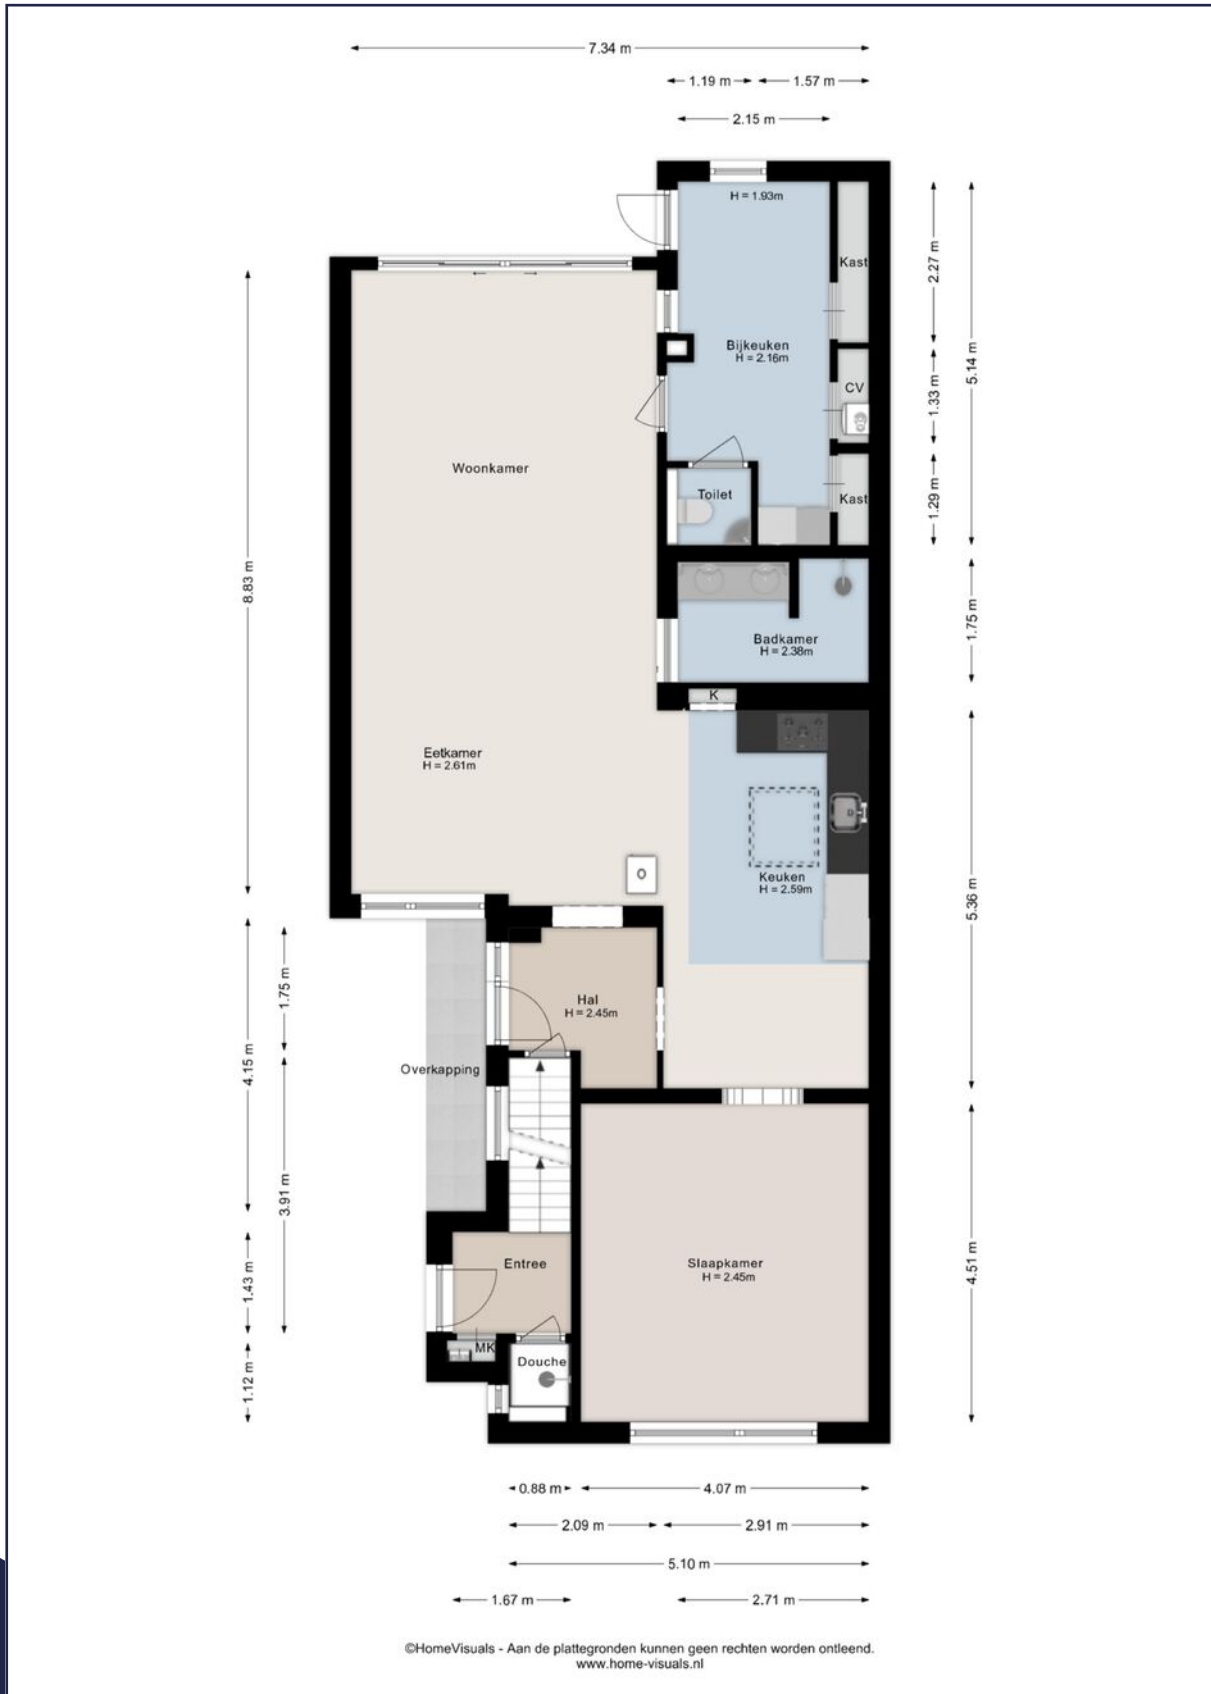 7.34 m
1.19 m
1.57 m
2.15 m
H = 1.93m
Kast
2.27 m
Bijkeuken
H = 2.16m
5.14 m
CV
1.33 m
Woonkamer
Toilet
Kast
1.29 m
8.83 m
Badkamer
H = 2.38m
1.75 m
K
Eetkamer
H = 2.61m
Keuken
H = 2.59m
5.36 m
1.75 m
Hal
H = 2.45m
4.15 m
Overkapping
3.91 m
Entree
Slaapkamer
H = 2.45m
4.51 m
1.43 m
MK
Douche
1.12 m
0.88 m
4.07 m
2.09 m
2.91 m
5.10 m
1.67 m
2.71 m
©HomeVisuals - Aan de plattegronden kunnen geen rechten worden ontleend.
www.home-visuals.nl